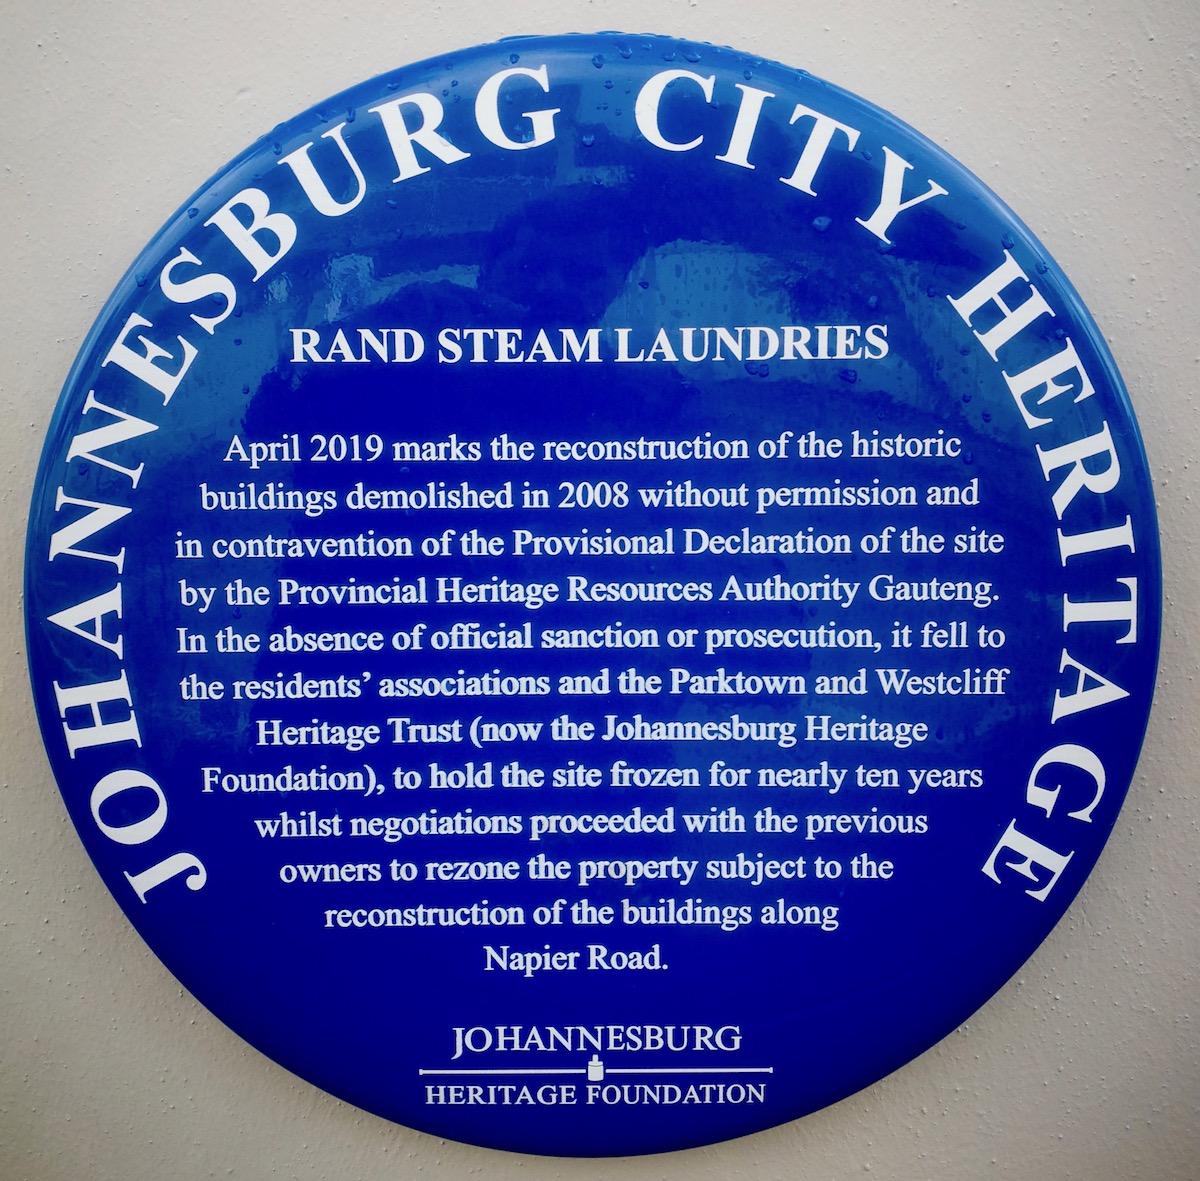 JOHANNESBURG CITY HERITAGE
RAND STEAM LAUNDRIES
April 2019 marks the reconstruction of the historic
buildings demolished in 2008 without permission and
in contravention of the Provisional Declaration of the site
by the Provincial Heritage Resources Authority Gauteng.
In the absence of official sanction or prosecution, it fell to
the residents’ associations and the Parktown and Westcliff
Heritage Trust (now the Johannesburg Heritage
Foundation), to hold the site frozen for nearly ten years
whilst negotiations proceeded with the previous
owners to rezone the property subject to the
reconstruction of the buildings along
Napier Road.
JOHANNESBURG
HERITAGE FOUNDATION